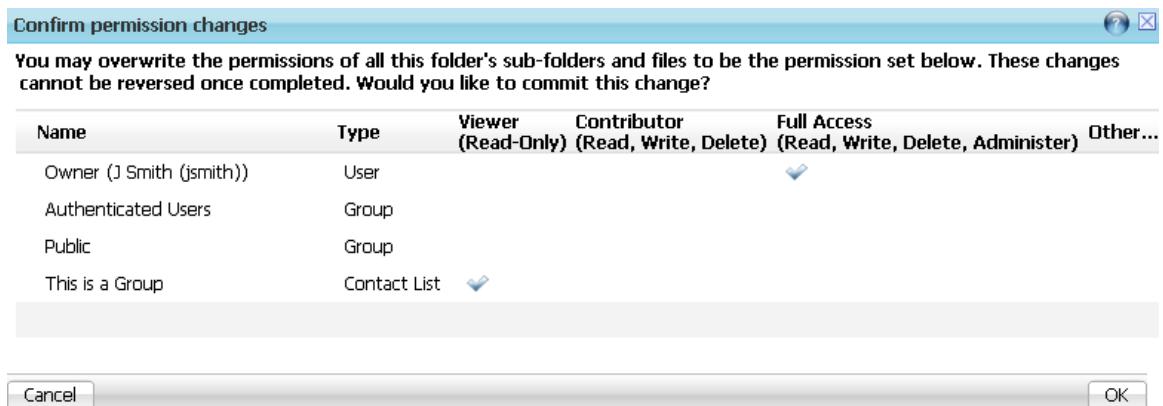 Confirm permission changes
You may overwrite the permissions of all this folder's sub-folders and files to be the permission set below. These changes
cannot be reversed once completed. Would you like to commit this change?
Name Type Viewer (Read-Only) Contributor (Read, Write, Delete) Full Access (Read, Write, Delete, Administer) Other...
Owner (J Smith (jsmith)) User
Authenticated Users Group
Public Group
This is a Group Contact List
Cancel OK